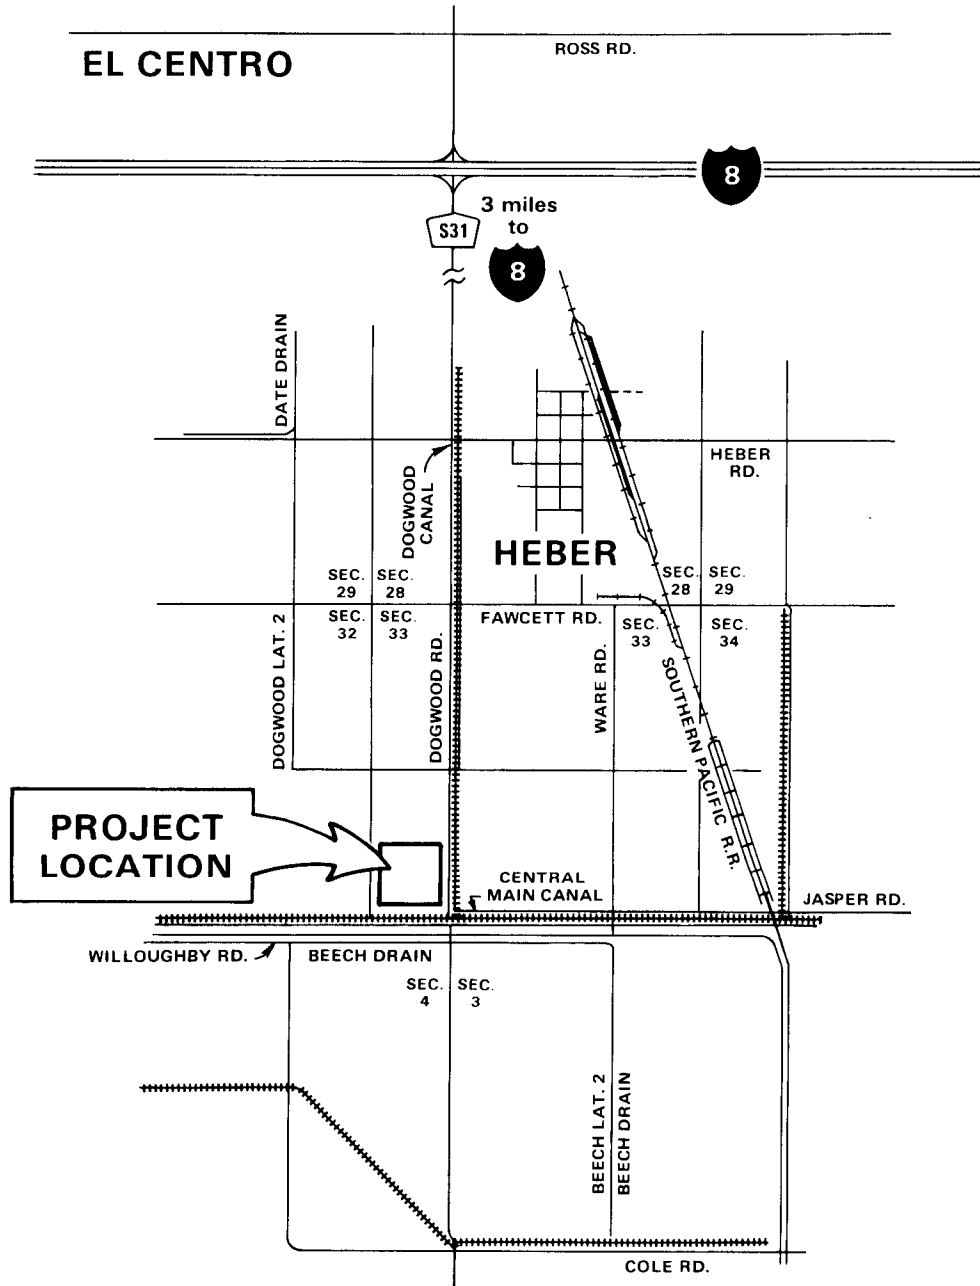 ROSS RD.
EL CENTRO
8
3 miles
to
8
S31
DATE DRAIN
HEBER
RD.
DOGWOOD
CANAL
HEBER
SEC.
29
SEC.
28
SEC.
28
SEC.
29
SEC.
32
SEC.
33
FAWCETT RD.
SEC.
33
SEC.
34
DOGWOOD LAT. 2
DOGWOOD RD.
WARE RD.
SOUTHERN PACIFIC R.R.
PROJECT
LOCATION
CENTRAL
MAIN CANAL
JASPER RD.
WILLOUGHBY RD.
BEECH DRAIN
SEC.
4
SEC.
3
BEECH LAT. 2
BEECH DRAIN
COLE RD.